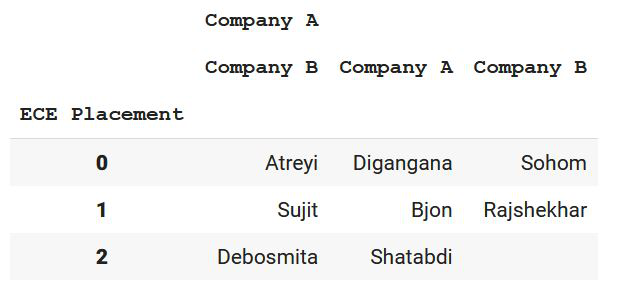 Company A
Company B Company A Company B
ECE Placement
0 Atreyi Digangana Sohom
1 Sujit Bjon Rajshekhar
2 Debosmita Shatabdi